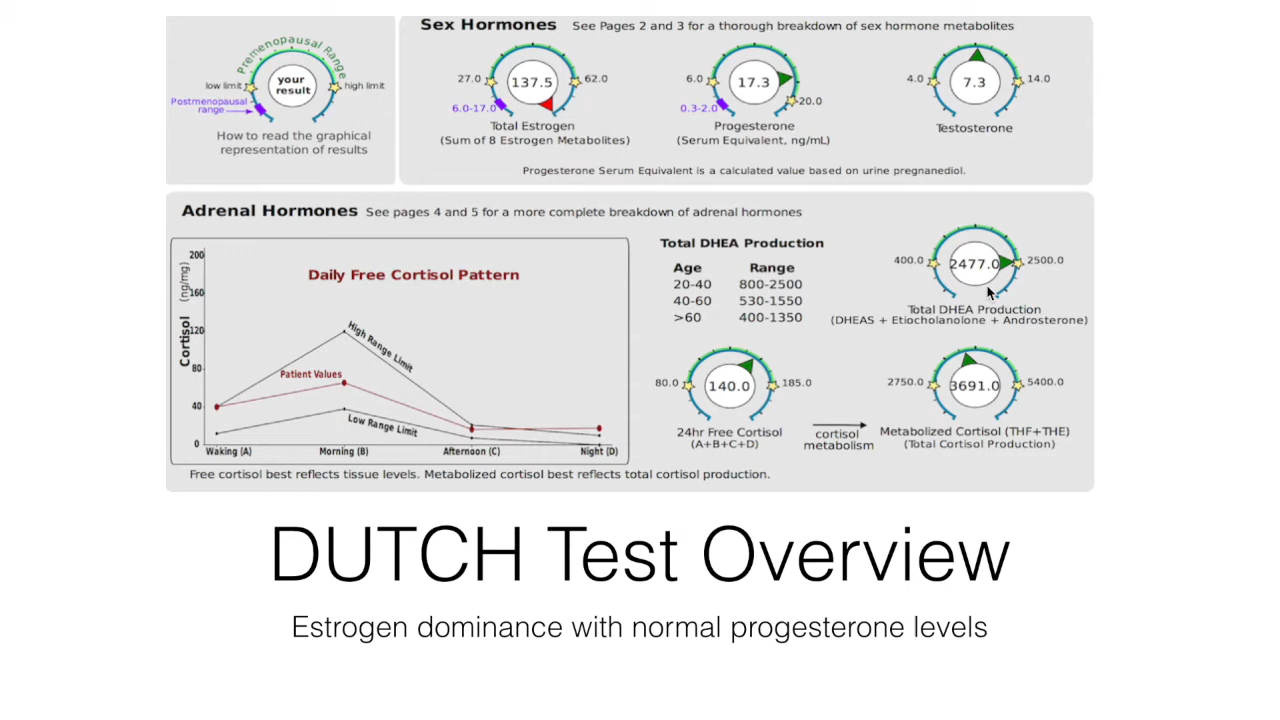 Premenopausal Range
low limit
your
result
high limit
Postmenopausal
range
How to read the graphical
representation of results
Sex Hormones See Pages 2 and 3 for a thorough breakdown of sex hormone metabolites
27.0 137.5 62.0
6.0-17.0
Total Estrogen
(Sum of 8 Estrogen Metabolites)
6.0 17.3 20.0
0.3-2.0
Progesterone
(Serum Equivalent, ng/mL)
4.0 7.3 14.0
Testosterone
Progesterone Serum Equivalent is a calculated value based on urine pregnanediol.
Adrenal Hormones See pages 4 and 5 for a more complete breakdown of adrenal hormones
Daily Free Cortisol Pattern
Cortisol (ng/mg)
200
160
120
80
40
0
High Range Limit
Patient Values
Low Range Limit
Waking (A) Morning (B) Afternoon (C) Night (D)
Total DHEA Production
Age Range
20-40 800-2500
40-60 530-1550
>60 400-1350
400.0 2477.0 2500.0
Total DHEA Production
(DHEAS + Etiocholanolone + Androsterone)
80.0 140.0 185.0
24hr Free Cortisol
(A+B+C+D)
cortisol
metabolism
2750.0 3691.0 5400.0
Metabolized Cortisol (THF+THE)
(Total Cortisol Production)
Free cortisol best reflects tissue levels. Metabolized cortisol best reflects total cortisol production.
DUTCH Test Overview
Estrogen dominance with normal progesterone levels